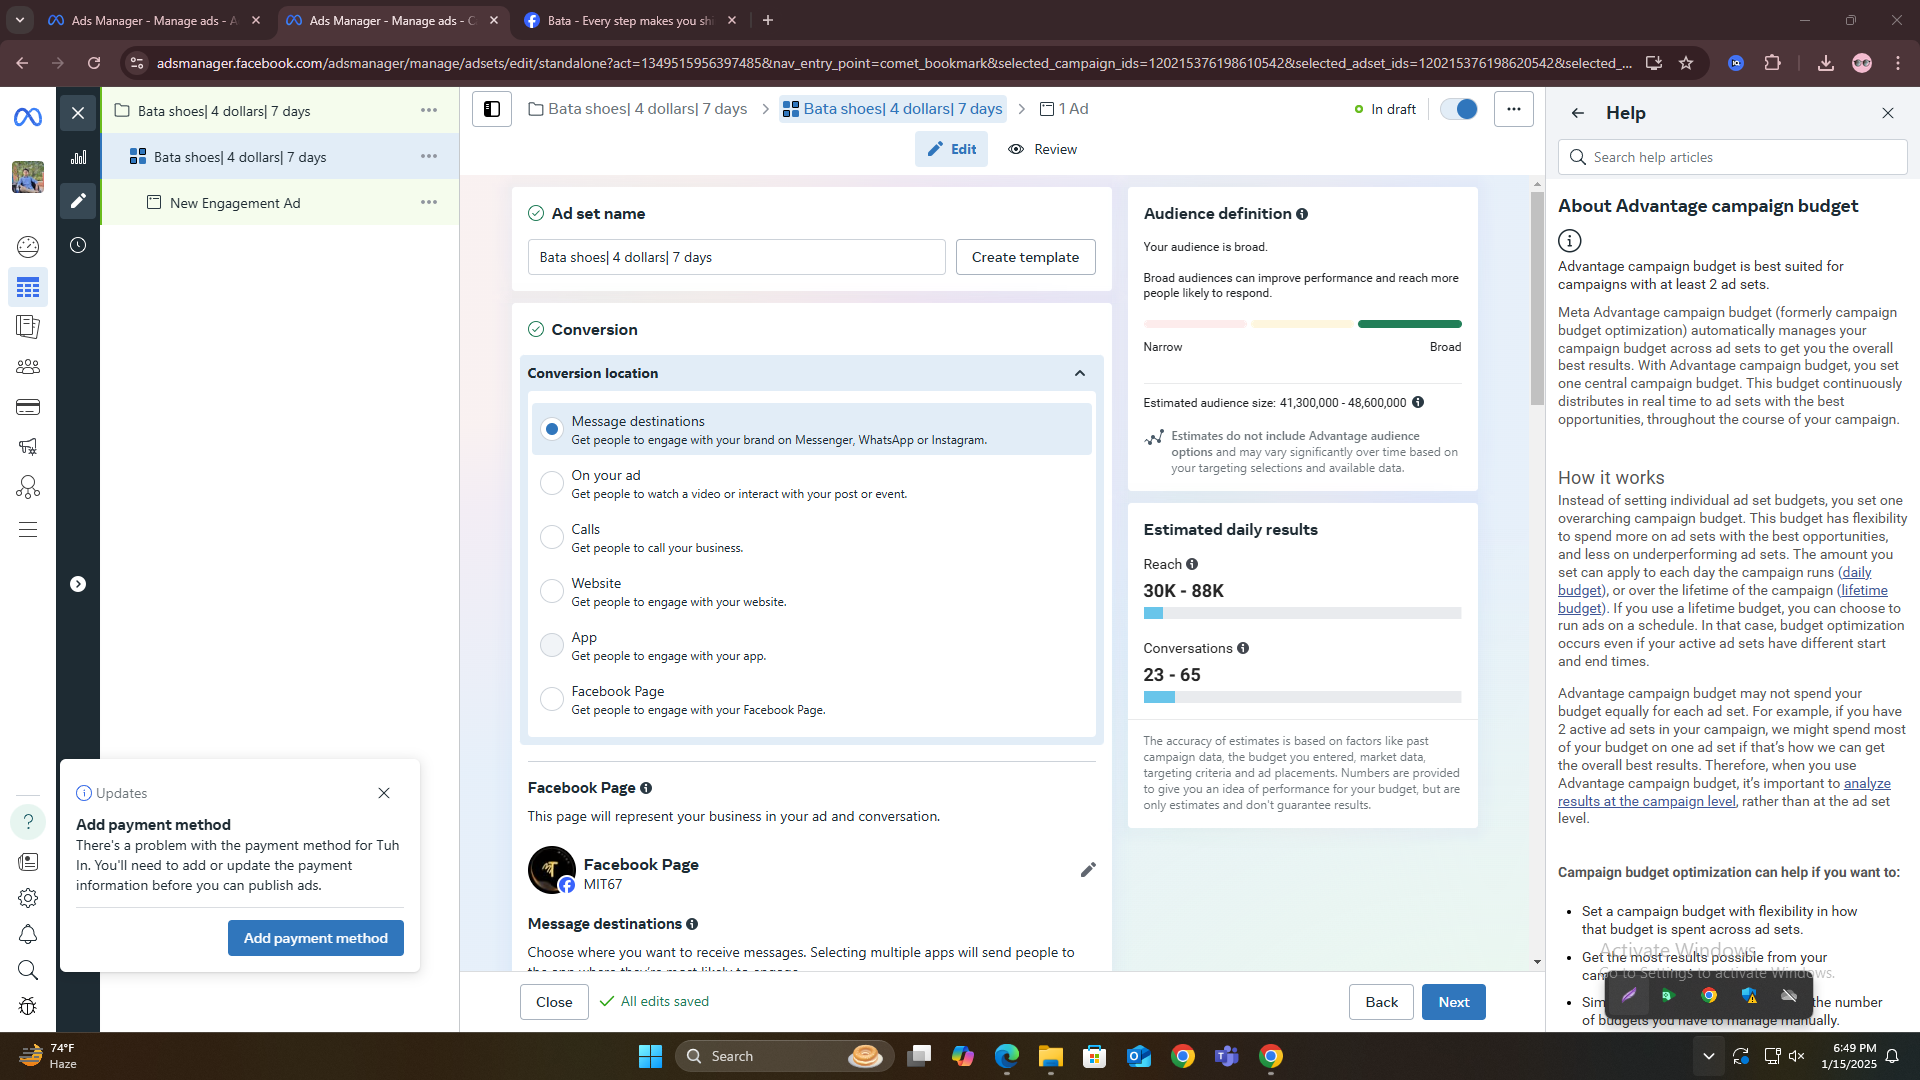 Ads Manager - Manage ads - A
Ads Manager - Manage ads - C
Bata - Every step makes you shi
adsmanager.facebook.com/adsmanager/manage/adsets/edit/standalone?act=1349515956397485&nav_entry_point=comet_bookmark&selected_campaign_ids=120215376198610542&selected_adset_ids=120215376198620542&selected_...
Bata shoes| 4 dollars| 7 days
Bata shoes| 4 dollars| 7 days
New Engagement Ad
Bata shoes| 4 dollars| 7 days
Bata shoes| 4 dollars| 7 days
1 Ad
In draft
Edit
Review
Ad set name
Bata shoes| 4 dollars| 7 days
Create template
Conversion
Conversion location
Message destinations
Get people to engage with your brand on Messenger, WhatsApp or Instagram.
On your ad
Get people to watch a video or interact with your post or event.
Calls
Get people to call your business.
Website
Get people to engage with your website.
App
Get people to engage with your app.
Facebook Page
Get people to engage with your Facebook Page.
Facebook Page
This page will represent your business in your ad and conversation.
Facebook Page
MIT67
Message destinations
Choose where you want to receive messages. Selecting multiple apps will send people to
the app where they're most likely to engage.
Close
All edits saved
Back
Next
Audience definition
Your audience is broad.
Broad audiences can improve performance and reach more
people likely to respond.
Narrow
Broad
Estimated audience size: 41,300,000 - 48,600,000
Estimates do not include Advantage audience
options and may vary significantly over time based on
your targeting selections and available data.
Estimated daily results
Reach
30K - 88K
Conversations
23 - 65
The accuracy of estimates is based on factors like past
campaign data, the budget you entered, market data,
targeting criteria and ad placements. Numbers are provided
to give you an idea of performance for your budget, but are
only estimates and don't guarantee results.
Help
Search help articles
About Advantage campaign budget
Advantage campaign budget is best suited for
campaigns with at least 2 ad sets.
Meta Advantage campaign budget (formerly campaign
budget optimization) automatically manages your
campaign budget across ad sets to get you the overall
best results. With Advantage campaign budget, you set
one central campaign budget. This budget continuously
distributes in real time to ad sets with the best
opportunities, throughout the course of your campaign.
How it works
Instead of setting individual ad set budgets, you set one
overarching campaign budget. This budget has flexibility
to spend more on ad sets with the best opportunities,
and less on underperforming ad sets. The amount you
set can apply to each day the campaign runs (daily
budget), or over the lifetime of the campaign (lifetime
budget). If you use a lifetime budget, you can choose to
run ads on a schedule. In that case, budget optimization
occurs even if your active ad sets have different start
and end times.
Advantage campaign budget may not spend your
budget equally for each ad set. For example, if you have
2 active ad sets in your campaign, we might spend most
of your budget on one ad set if that's how we can get
the overall best results. Therefore, when you use
Advantage campaign budget, it's important to analyze
results at the campaign level, rather than at the ad set
level.
Campaign budget optimization can help if you want to:
Set a campaign budget with flexibility in how
that budget is spent across ad sets.
Get the most results possible from your
Sim the number
of budgets you have to manage manually.
Activate Windows
Go to Settings to activate Windows.
Updates
Add payment method
There's a problem with the payment method for Tuh
In. You'll need to add or update the payment
information before you can publish ads.
Add payment method
74°F
Haze
Search
6:49 PM
1/15/2025